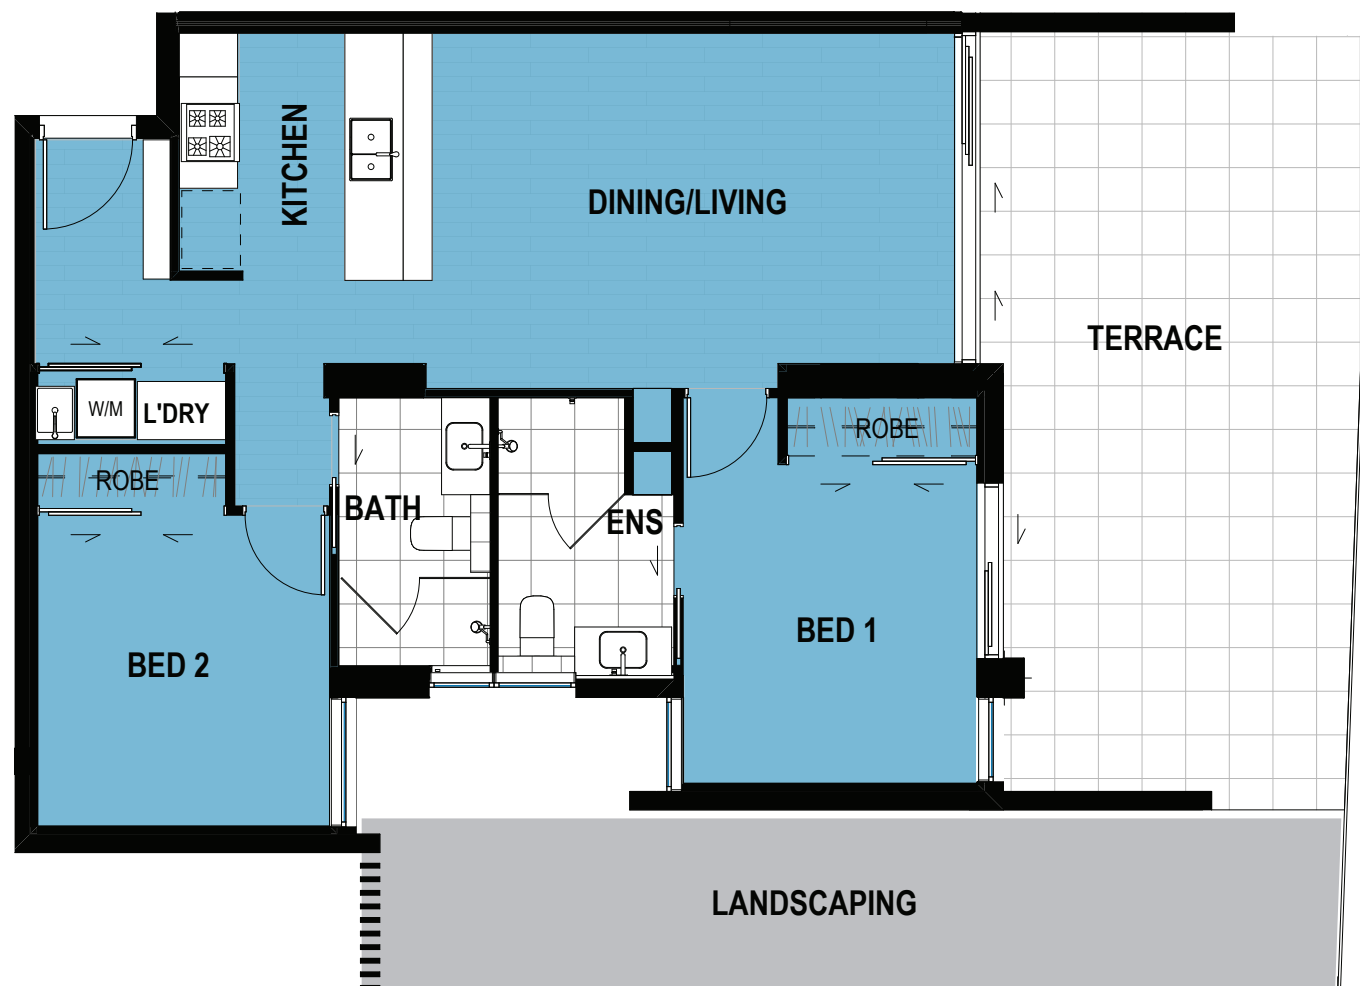 KITCHEN
DINING/LIVING
TERRACE
W/M
L'DRY
ROBE
ROBE
BATH
ENS
BED 1
BED 2
LANDSCAPING